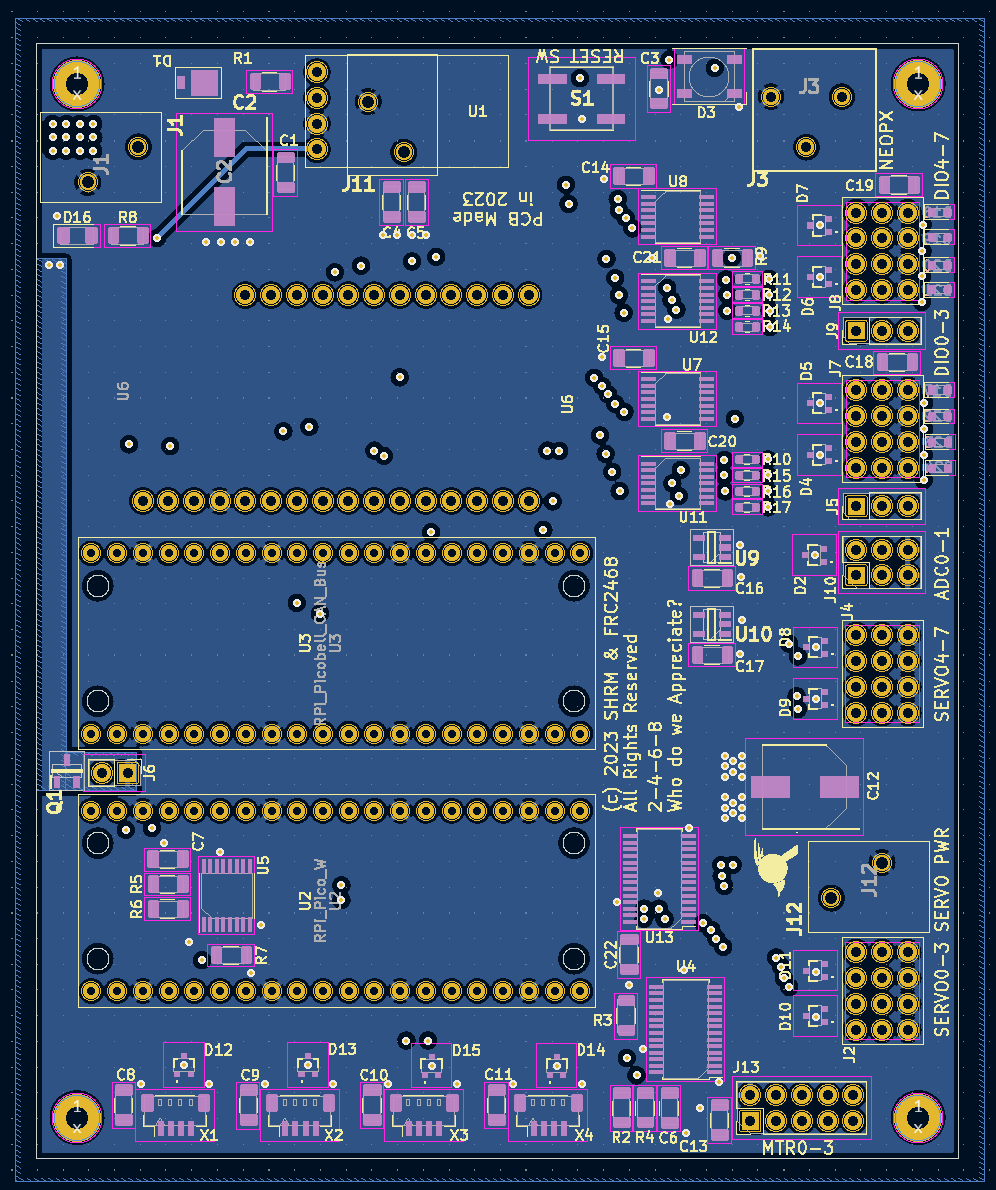 D1
R1
RESET SW
C3
1
X
C2
U1
S1
D3
J3
1
X
J1
J1
C2
C1
J11
J3
NEOPX
DIO4-7
C14
U8
D7
C19
D16
R8
PCB Made
in 2023
C4
C5
C21
R11
R12
R13
R14
U12
D6
J8
J9
DIO0-3
C15
U6
U6
U7
D5
J7
C18
C20
R10
R15
R16
R17
D4
J5
U11
U9
C16
D2
J10
ADC0-1
RPI_Picobell_CAN_Bus
U3
U3
U10
C17
D8
D9
J4
SERVO4-7
(c) 2023 SHRM & FRC2468
All Rights Reserved
2-4-6-8
Who do we Appreciate?
Q1
J6
C12
C7
R5
R6
U5
R7
RPI_Pico_W
U2
U2
U13
C22
U4
R3
J12
J12
SERVO PWR
D11
D10
J2
SERVO0-3
D12
D13
D15
D14
C8
C9
C10
C11
X1
X2
X3
X4
R2
R4
C6
C13
J13
MTR0-3
1
X
1
X